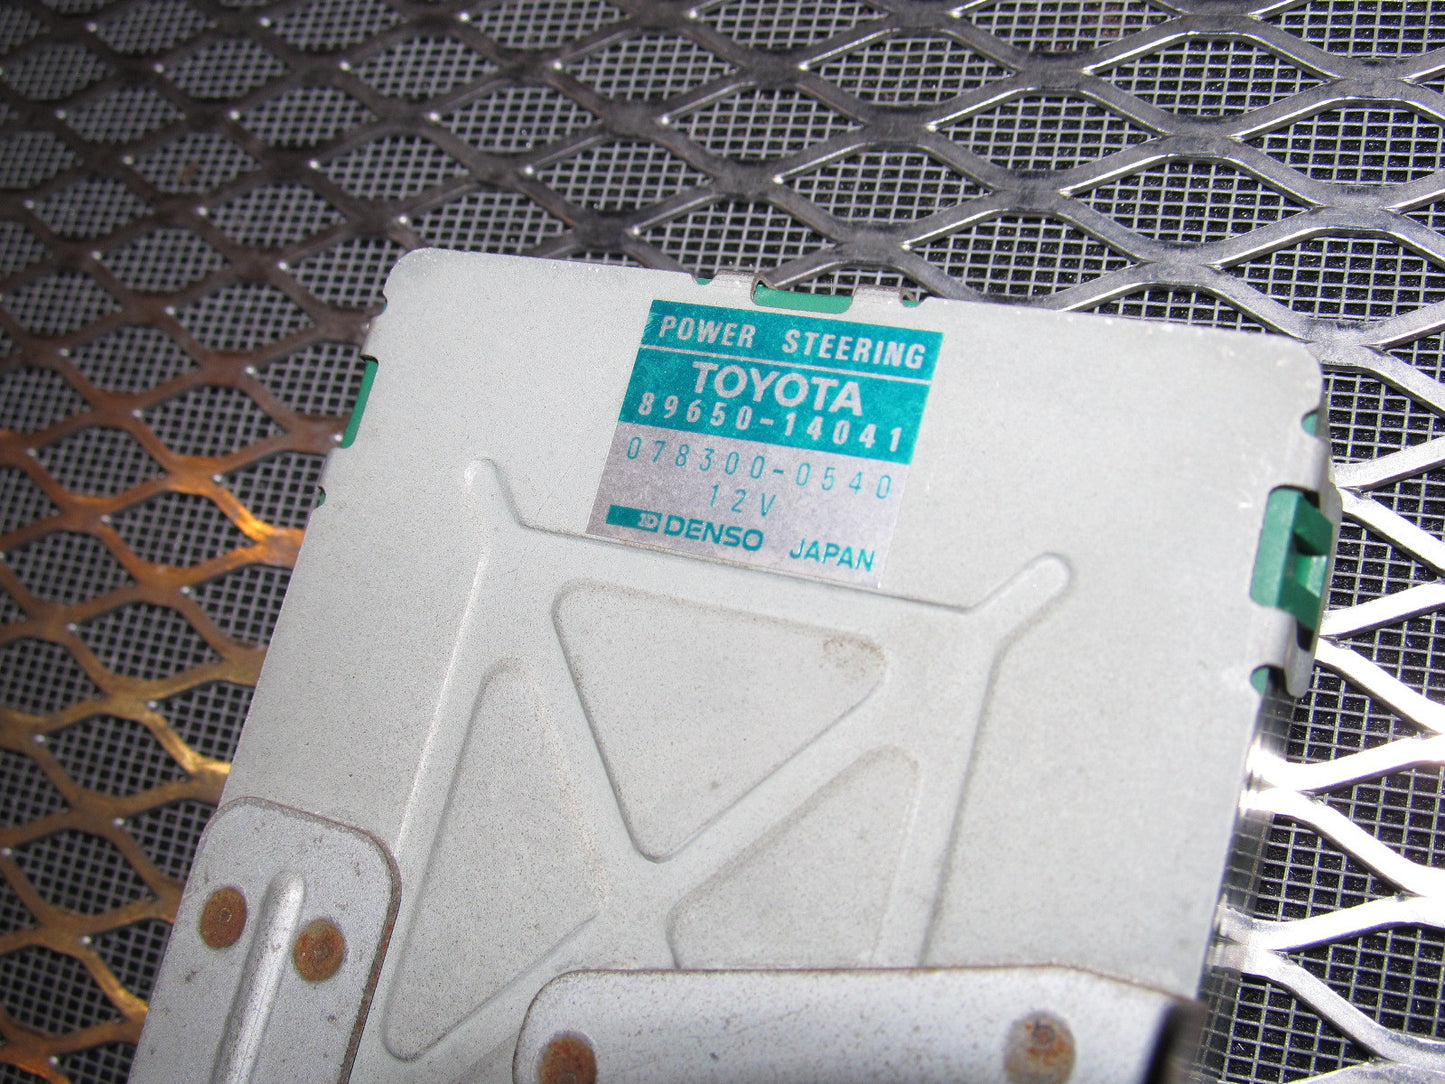 POWER STEERING
TOYOTA
89650-14041
078300-0540
12V
DENSO JAPAN